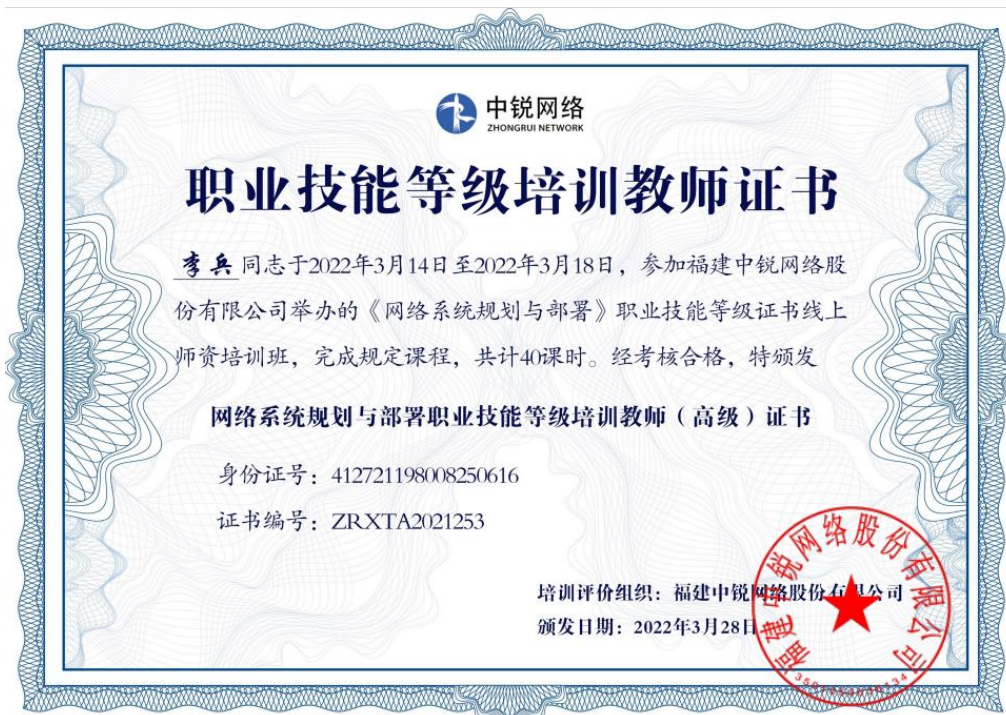 中锐网络
ZHONGRUI NETWORK
职业技能等级培训教师证书
李兵 同志于2022年3月14日至2022年3月18日，参加福建中锐网络股
份有限公司举办的《网络系统规划与部署》职业技能等级证书线上
师资培训班，完成规定课程，共计40课时。经考核合格，特颁发
网络系统规划与部署职业技能等级培训教师（高级）证书
身份证号：412721198008250616
证书编号：ZRXTA2021253
培训评价组织：福建中锐网络股份有限公司
颁发日期：2022年3月28日
福建中锐网络股份有限公司